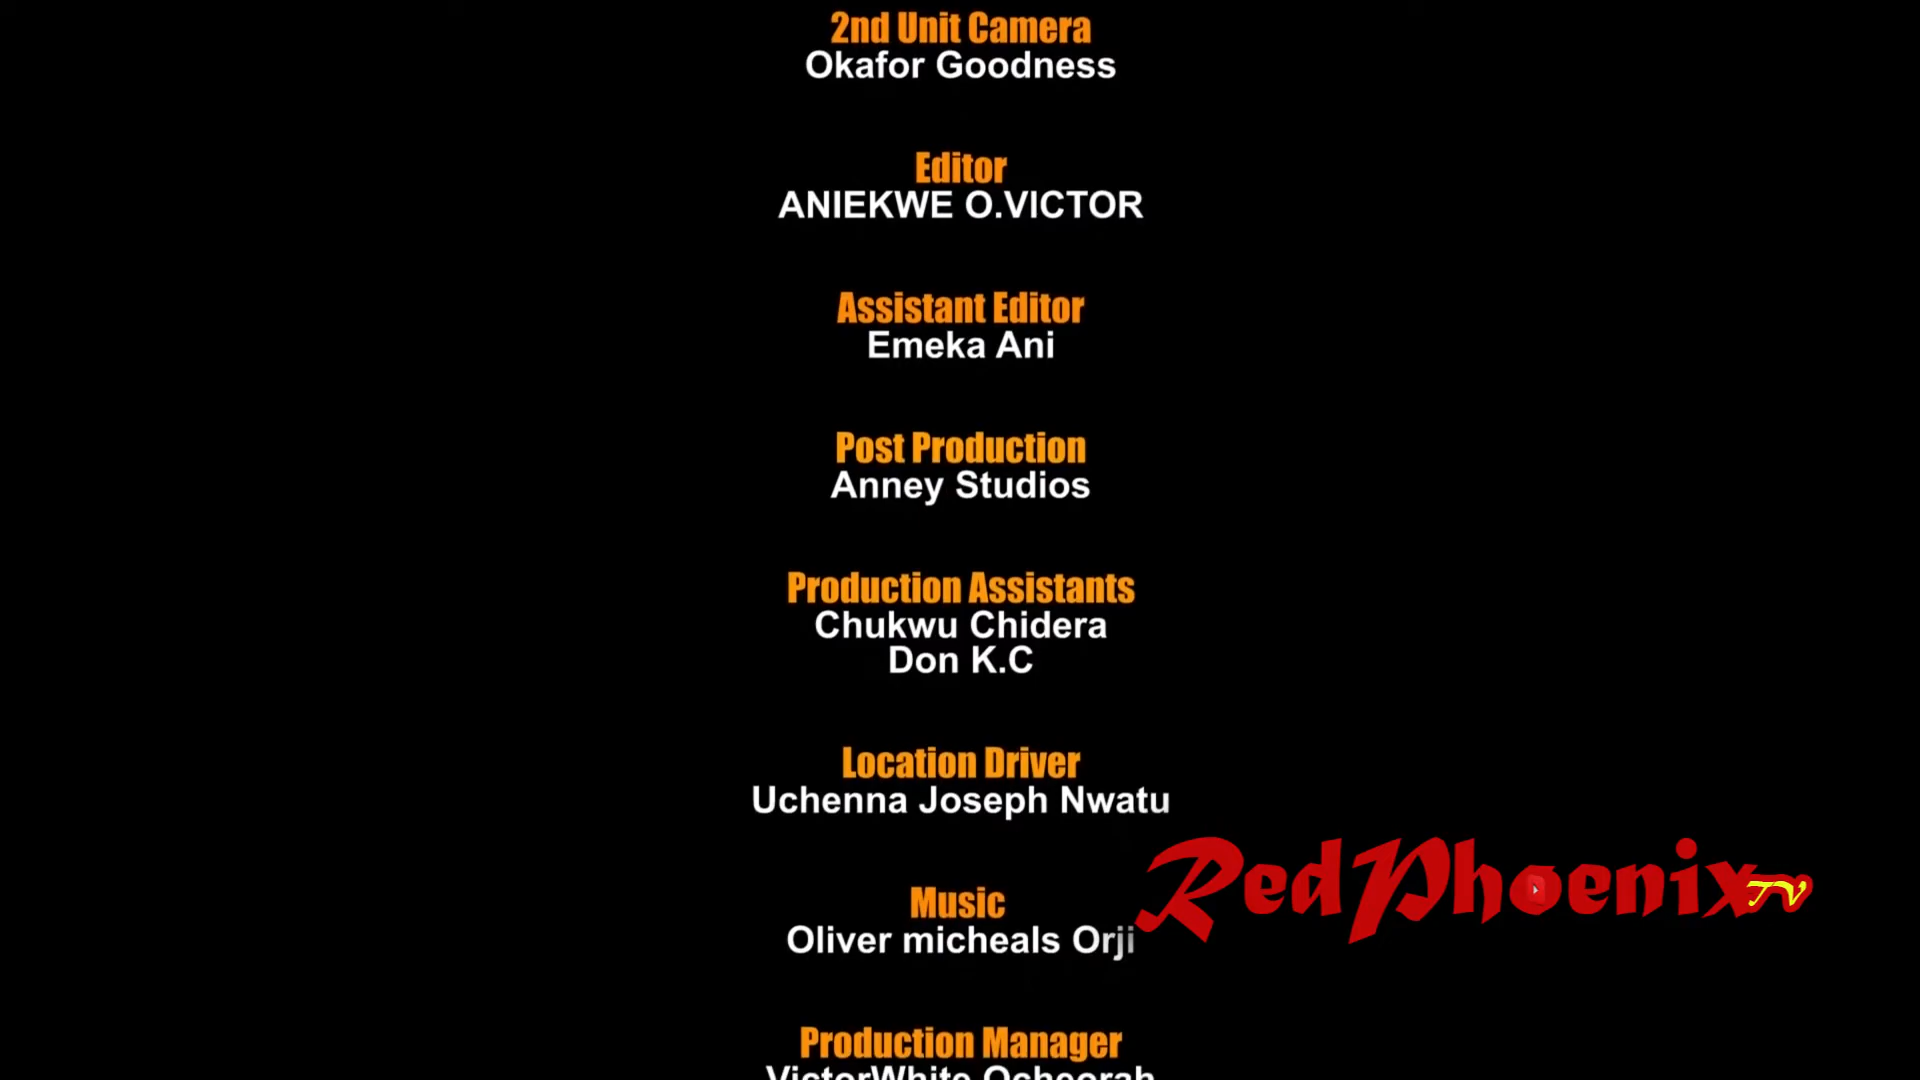 2nd Unit Camera
Okafor Goodness
Editor
ANIEKWE O.VICTOR
Assistant Editor
Emeka Ani
Post Production
Anney Studios
Production Assistants
Chukwu Chidera
Don K.C
Location Driver
Uchenna Joseph Nwatu
RedPhoenix TV
Music
Oliver micheals Orji
Production Manager
VictorWhite